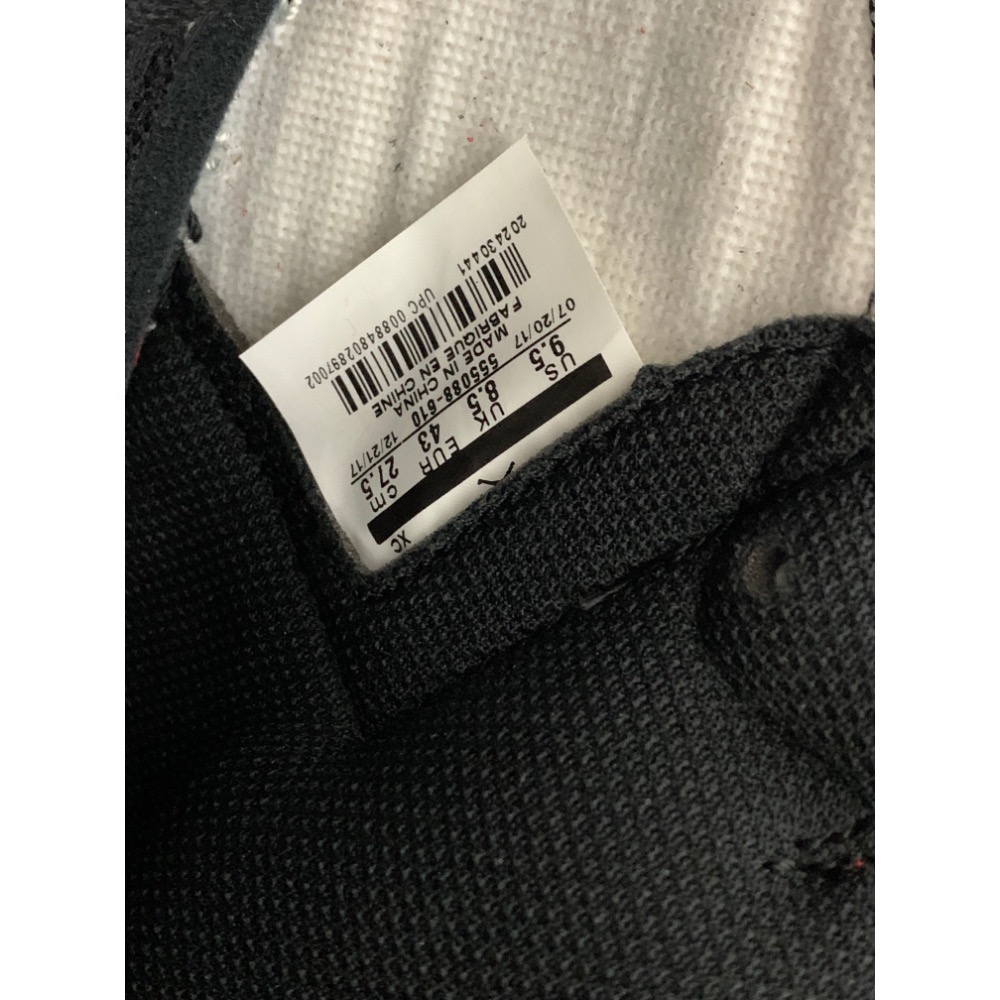 XC
US UK EUR cm
9.5 8.5 43 27.5
07/20/17 555088-610 12/21/17
MADE IN CHINA
FABRIQUE EN CHINE
202430441 UPC 00884802897002